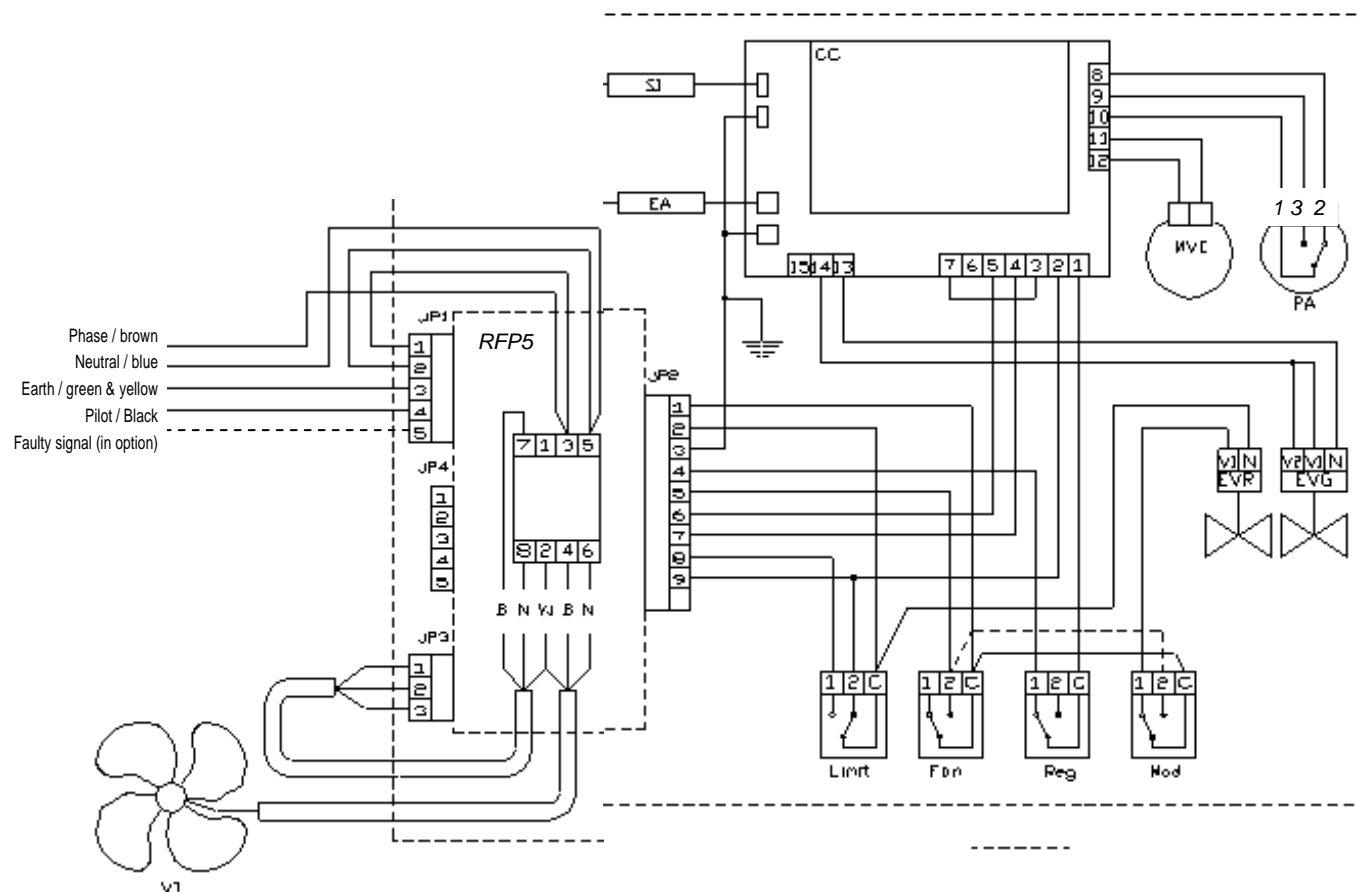 CC
SI
EA
8
9
10
11
12
1 3 2
MVC
PA
15 14 13
7 6 5 4 3 2 1
Phase / brown
Neutral / blue
Earth / green & yellow
Pilot / Black
Faulty signal (in option)
JP1
1
2
3
4
5
RFP5
JP2
1
2
3
4
5
6
7
8
9
7 1 3 5
8 2 4 6
B N VJ B N
JP4
1
2
3
4
5
JP3
1
2
3
V1 N
EVR
V2 V1 N
EVG
1 2 C
Limit
1 2 C
Fan
1 2 C
Reg
1 2 C
Mod
VI